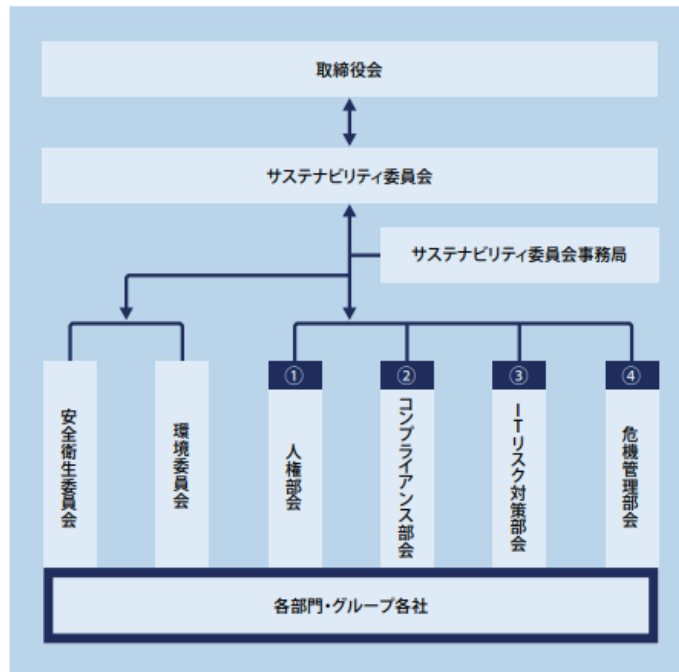 取締役会
サステナビリティ委員会
サステナビリティ委員会事務局
安全衛生委員会
環境委員会
①
人権部会
②
コンプライアンス部会
③
ITリスク対策部会
④
危機管理部会
各部門・グループ各社